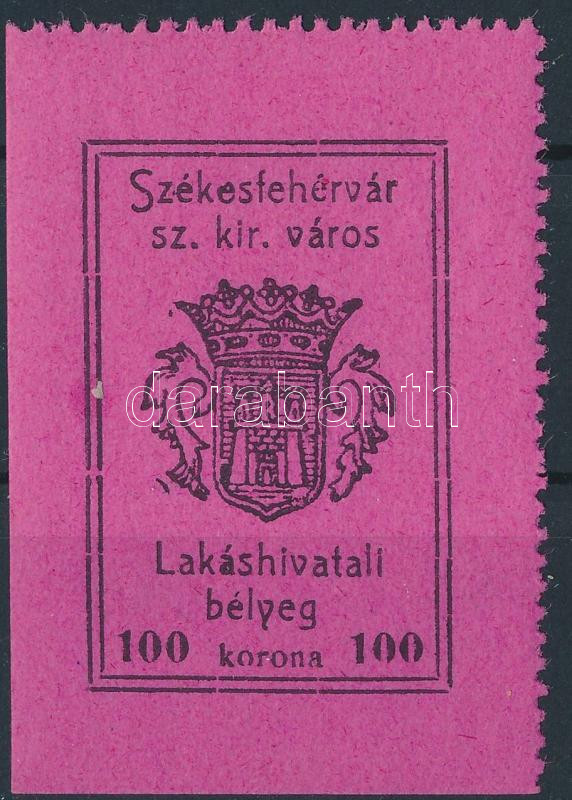 Székesfehérvár
sz. kir. város
darabanth
Lakáshivatali
bélyeg
100 korona 100